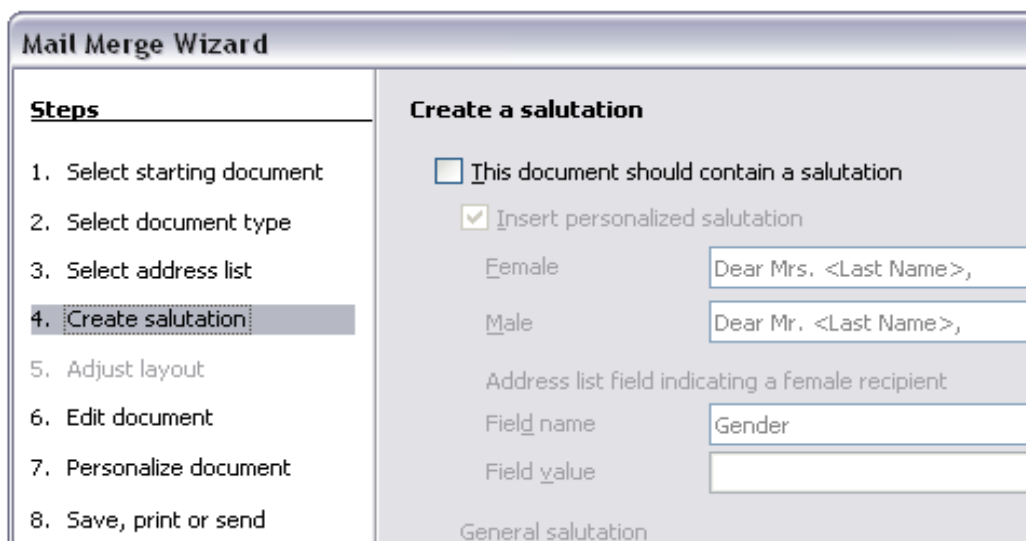 Mail Merge Wizard
Steps
1. Select starting document
2. Select document type
3. Select address list
4. Create salutation
5. Adjust layout
6. Edit document
7. Personalize document
8. Save, print or send
Create a salutation
This document should contain a salutation
Insert personalized salutation
Female Dear Mrs. <Last Name>,
Male Dear Mr. <Last Name>,
Address list field indicating a female recipient
Field name Gender
Field value
General salutation